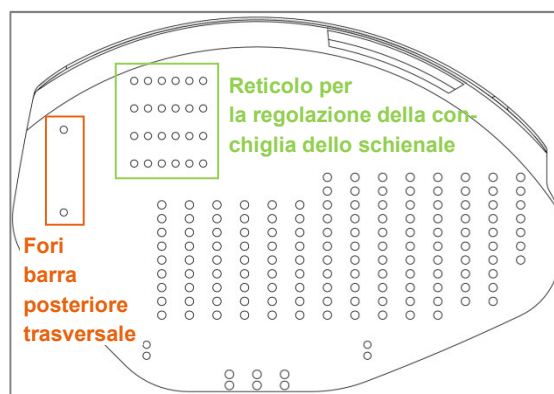 Reticolo per
la regolazione della con-
chiglia dello schienale
Fori
barra
posteriore
trasversale